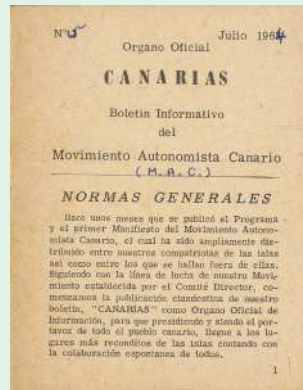 Nº 5 Julio 1964
Organo Oficial
CANARIAS
Boletín Informativo
del
Movimiento Autonomista Canario
(M.A.C.)
NORMAS GENERALES
Hace unos meses que se publicó el Programa
y el primer Manifiesto del Movimiento Autono-
mista Canario, el cual ha sido ampliamente dis-
tribuido entre nuestros compatriotas de las islas
así como entre los que se hallan fuera de ellas.
Siguiendo con la línea de lucha de nuestro Movi-
miento establecida por el Comité Director, co-
menzamos la publicación clandestina de nuestro
boletín, "CANARIAS" como Organo Oficial de
Información, para que presidiendo y siendo el por-
tavoz de todo el pueblo canario, llegue a los lu-
gares más recónditos de las islas contando con
la colaboración espontanea de todos.
1